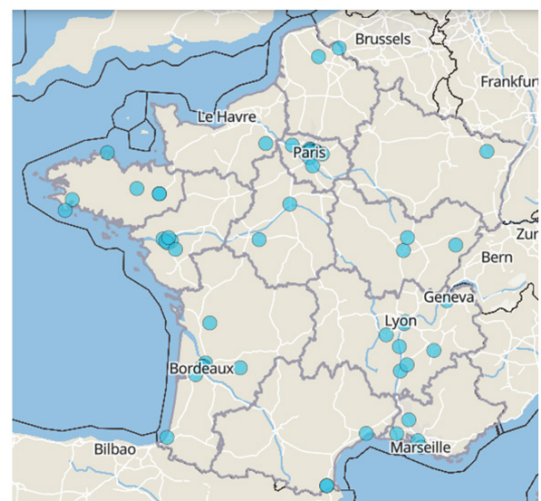 Brussels
Frankfur
Le Havre
Paris
Zur
Bern
Geneva
Lyon
Bordeaux
Bilbao
Marseille